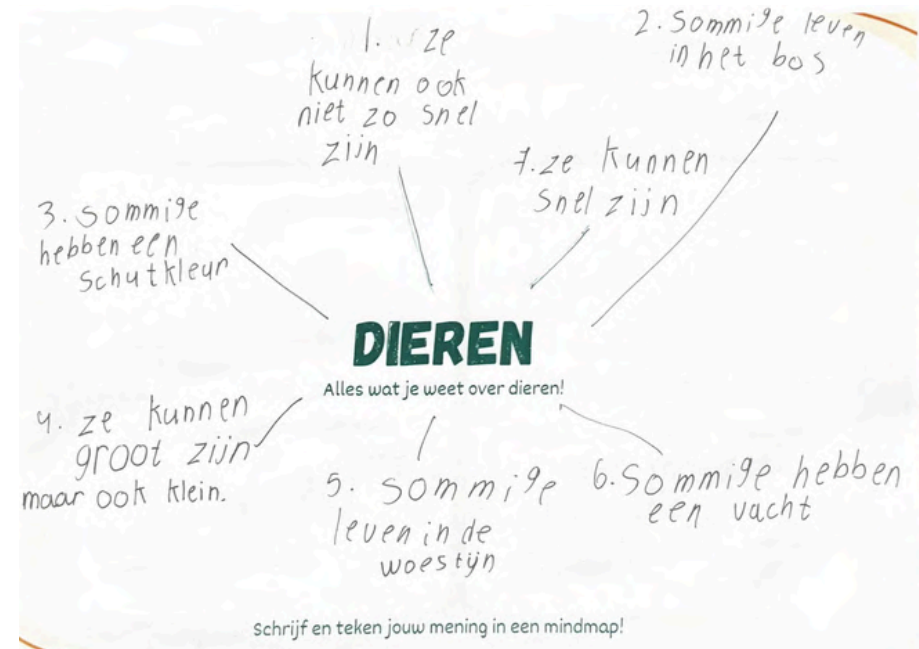 1. ze
kunnen ook
niet zo snel
zijn
2. Sommige leven
in het bos
7. ze kunnen
snel zijn
3. sommige
hebben een
schutkleur
DIEREN
Alles wat je weet over dieren!
4. ze kunnen
groot zijn
maar ook klein.
5. sommige
leven in de
woestijn
6. Sommige hebben
een vacht
Schrijf en teken jouw mening in een mindmap!